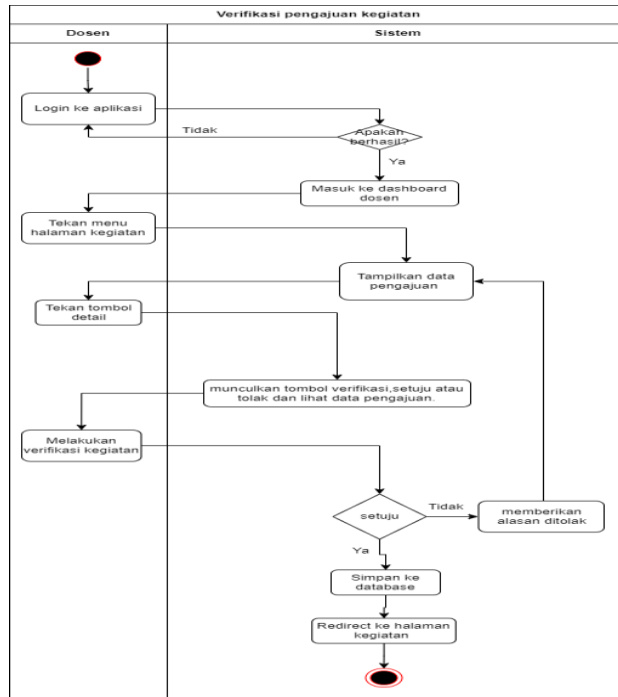 Verifikasi pengajuan kegiatan
Dosen
Sistem
Login ke aplikasi
Apakah
berhasil?
Tidak
Ya
Masuk ke dashboard
dosen
Tekan menu
halaman kegiatan
Tampilkan data
pengajuan
Tekan tombol
detail
munculkan tombol verifikasi,setuju atau
tolak dan lihat data pengajuan.
Melakukan
verifikasi kegiatan
setuju
Tidak
memberikan
alasan ditolak
Ya
Simpan ke
database
Redirect ke halaman
kegiatan